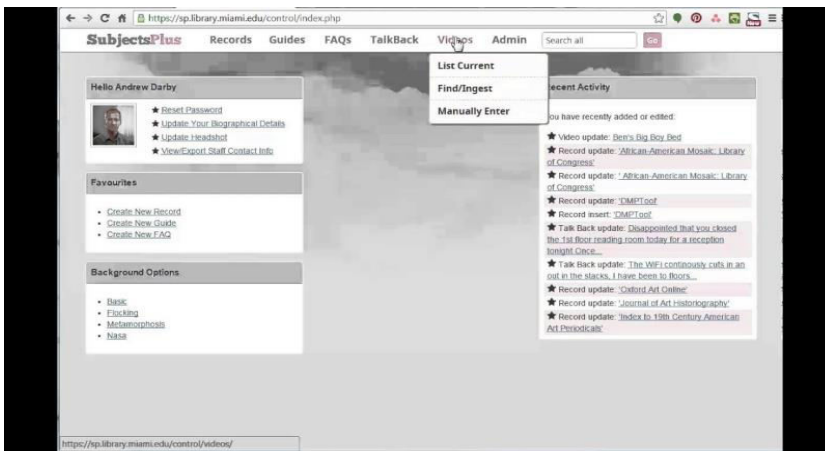 https://sp.library.miami.edu/control/index.php
SubjectsPlus Records Guides FAQs TalkBack Videos Admin Search all Go
List Current
Find/Ingest
Manually Enter
Hello Andrew Darby
Reset Password
Update Your Biographical Details
Update Headshot
View/Export Staff Contact Info
Favourites
Create New Record
Create New Guide
Create New FAQ
Background Options
Basic
Flocking
Metamorphosis
Nasa
ecent Activity
ou have recently added or edited:
Video update: Ben's Big Boy Bed
Record update: 'African-American Mosaic: Library
of Congress'
Record update: ' African-American Mosaic: Library
of Congress'
Record update: 'DMPTool'
Record insert: 'DMPTool'
Talk Back update: Disappointed that you closed
the 1st floor reading room today for a reception
tonight Once...
Talk Back update: The WiFi continously cuts in an
out in the stacks, I have been to floors...
Record update: 'Oxford Art Online'
Record update: 'Journal of Art Historiography'
Record update: 'Index to 19th Century American
Art Periodicals'
https://sp.library.miami.edu/control/videos/